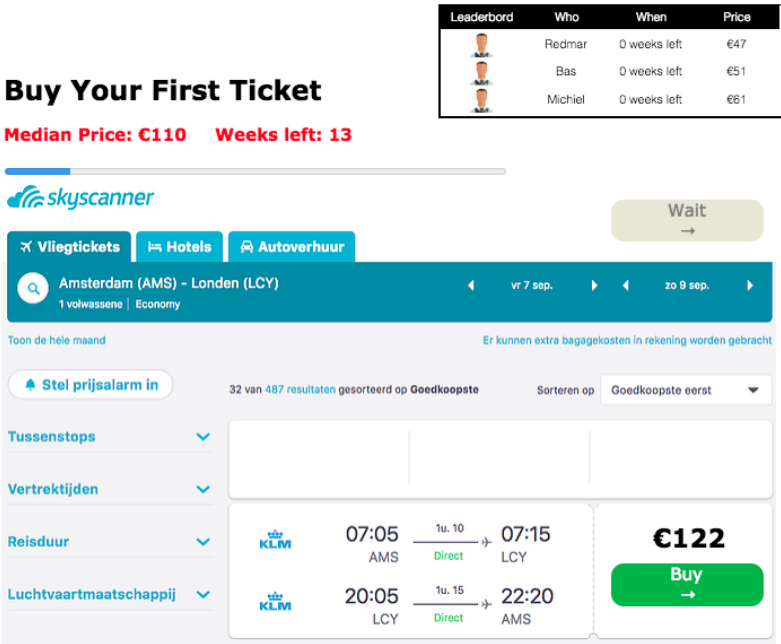 Leaderbord Who When Price
Redmar 0 weeks left €47
Bas 0 weeks left €51
Michiel 0 weeks left €61
Buy Your First Ticket
Median Price: €110 Weeks left: 13
skyscanner
Wait
→
Vliegtickets Hotels Autoverhuur
Amsterdam (AMS) - Londen (LCY) vr 7 sep. zo 9 sep.
1 volwassene | Economy
Toon de hele maand Er kunnen extra bagagekosten in rekening worden gebracht
Stel prijsalarm in 32 van 487 resultaten gesorteerd op Goedkoopste Sorteren op Goedkoopste eerst
Tussenstops
Vertrektijden
Reisduur
Luchtvaartmaatschappij
KLM 07:05 1u. 10 07:15
AMS Direct LCY
€122
Buy
→
KLM 20:05 1u. 15 22:20
LCY Direct AMS